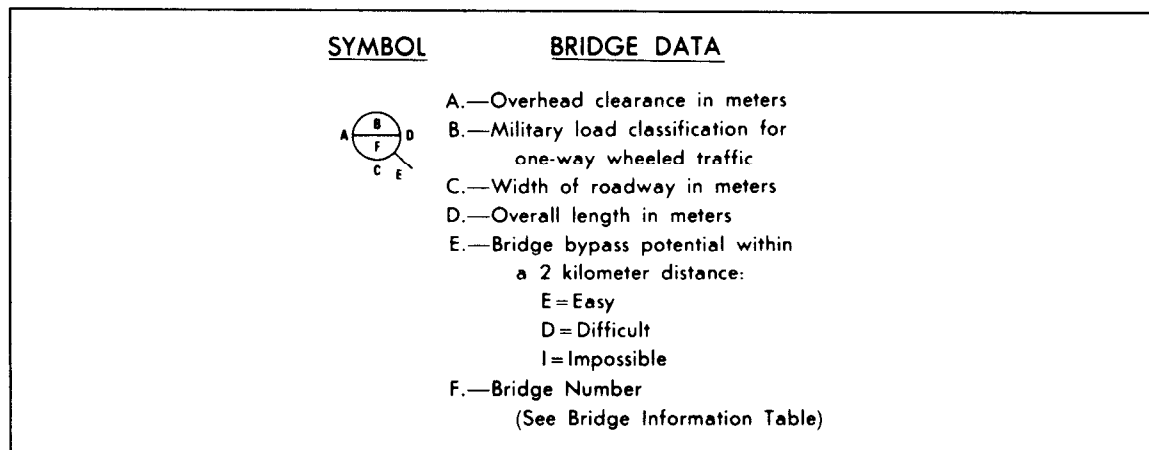 SYMBOL BRIDGE DATA
A.—Overhead clearance in meters
B.—Military load classification for
one-way wheeled traffic
C.—Width of roadway in meters
D.—Overall length in meters
E.—Bridge bypass potential within
a 2 kilometer distance:
E=Easy
D=Difficult
I=Impossible
F.—Bridge Number
(See Bridge Information Table)
B
A D
F
C E